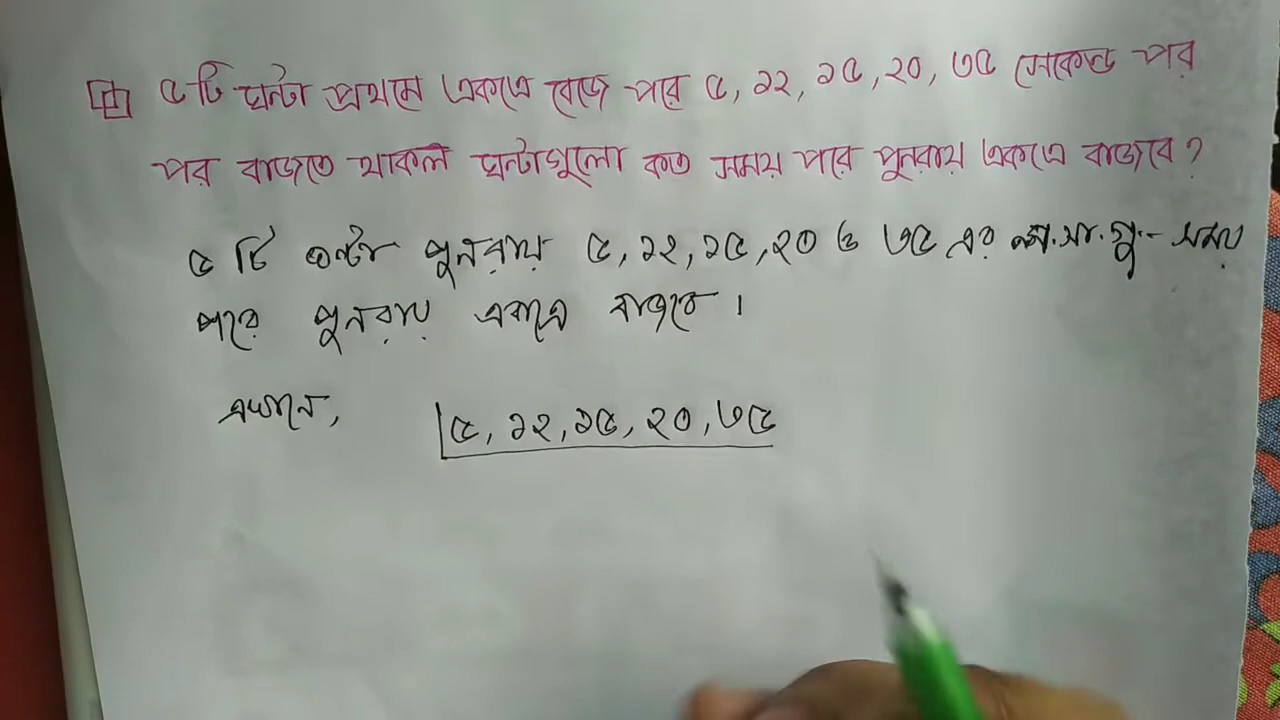 ৫ টি ঘন্টা প্রথমে একত্রে বেজে পরে ৫, ১২, ১৫, ২০, ৩৫ সেকেন্ড পর
পর বাজতে থাকল ঘন্টাগুলো কত সময় পরে পুনরায় একত্রে বাজবে ?
৫ টি ঘন্টা পুনরায় ৫, ১২, ১৫, ২০ ও ৩৫ এর ল.সা.গু.- সময়
পরে পুনরায় একত্রে বাজবে ।
এখানে, ৫, ১২, ১৫, ২০, ৩৫